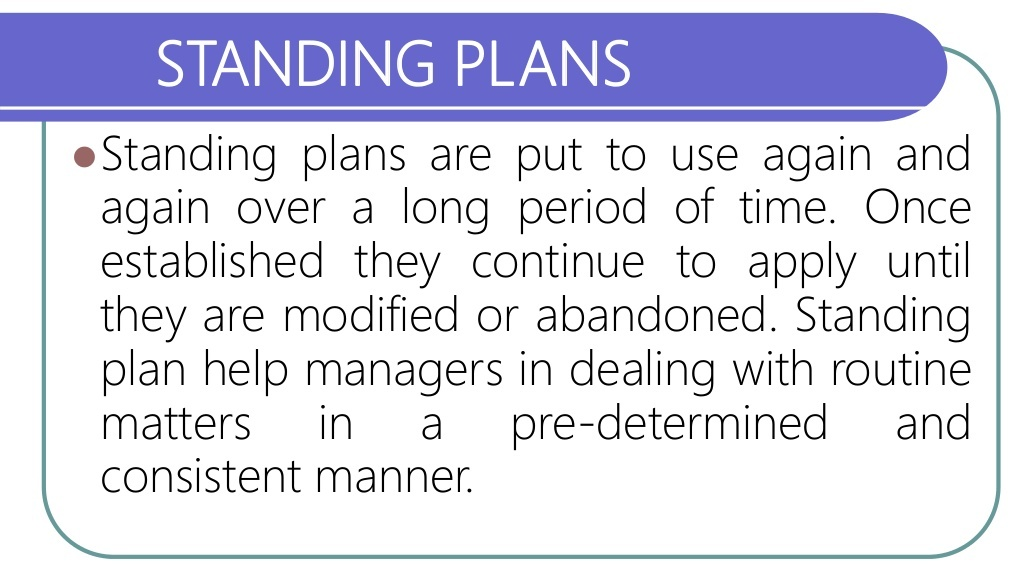 STANDING PLANS
●Standing plans are put to use again and
again over a long period of time. Once
established they continue to apply until
they are modified or abandoned. Standing
plan help managers in dealing with routine
matters in a pre-determined and
consistent manner.